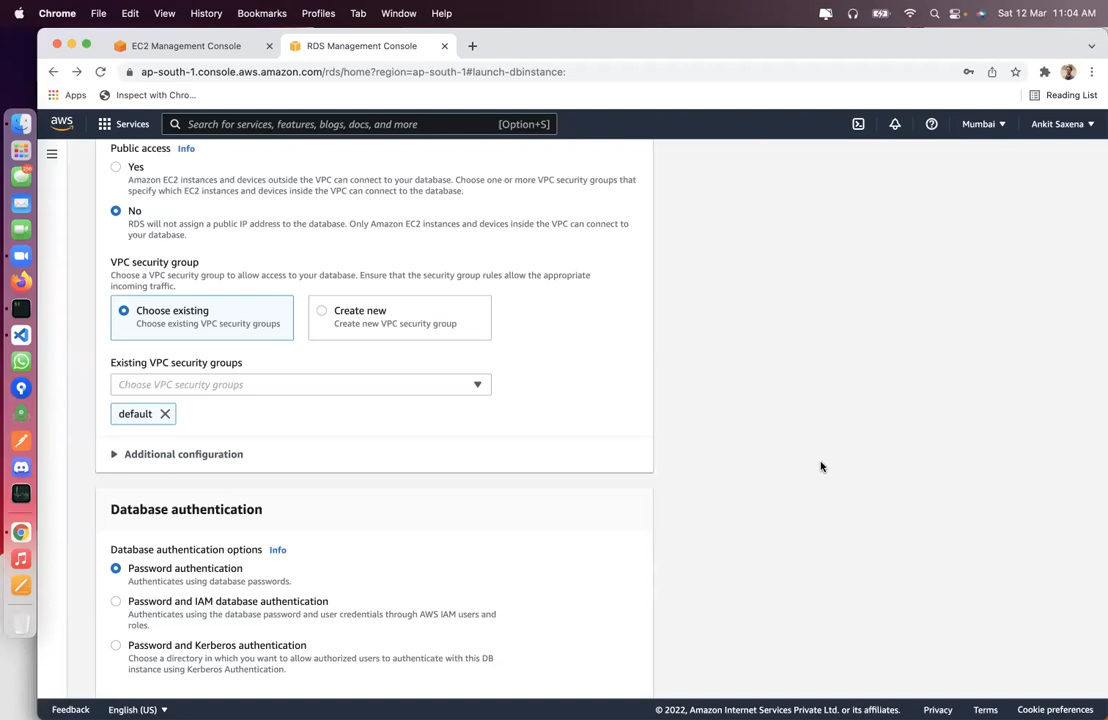 Chrome File Edit View History Bookmarks Profiles Tab Window Help Sat 12 Mar 11:04 AM
EC2 Management Console RDS Management Console
ap-south-1.console.aws.amazon.com/rds/home?region=ap-south-1#launch-dbinstance:
Apps Inspect with Chro... Reading List
aws Services Search for services, features, blogs, docs, and more [Option+S] Mumbai Ankit Saxena
Public access Info
Yes
Amazon EC2 instances and devices outside the VPC can connect to your database. Choose one or more VPC security groups that
specify which EC2 instances and devices inside the VPC can connect to the database.
No
RDS will not assign a public IP address to the database. Only Amazon EC2 instances and devices inside the VPC can connect to
your database.
VPC security group
Choose a VPC security group to allow access to your database. Ensure that the security group rules allow the appropriate
incoming traffic.
Choose existing
Choose existing VPC security groups
Create new
Create new VPC security group
Existing VPC security groups
Choose VPC security groups
default
Additional configuration
Database authentication
Database authentication options Info
Password authentication
Authenticates using database passwords.
Password and IAM database authentication
Authenticates using the database password and user credentials through AWS IAM users and
roles.
Password and Kerberos authentication
Choose a directory in which you want to allow authorized users to authenticate with this DB
instance using Kerberos Authentication.
Feedback English (US) © 2022, Amazon Internet Services Private Ltd. or its affiliates. Privacy Terms Cookie preferences